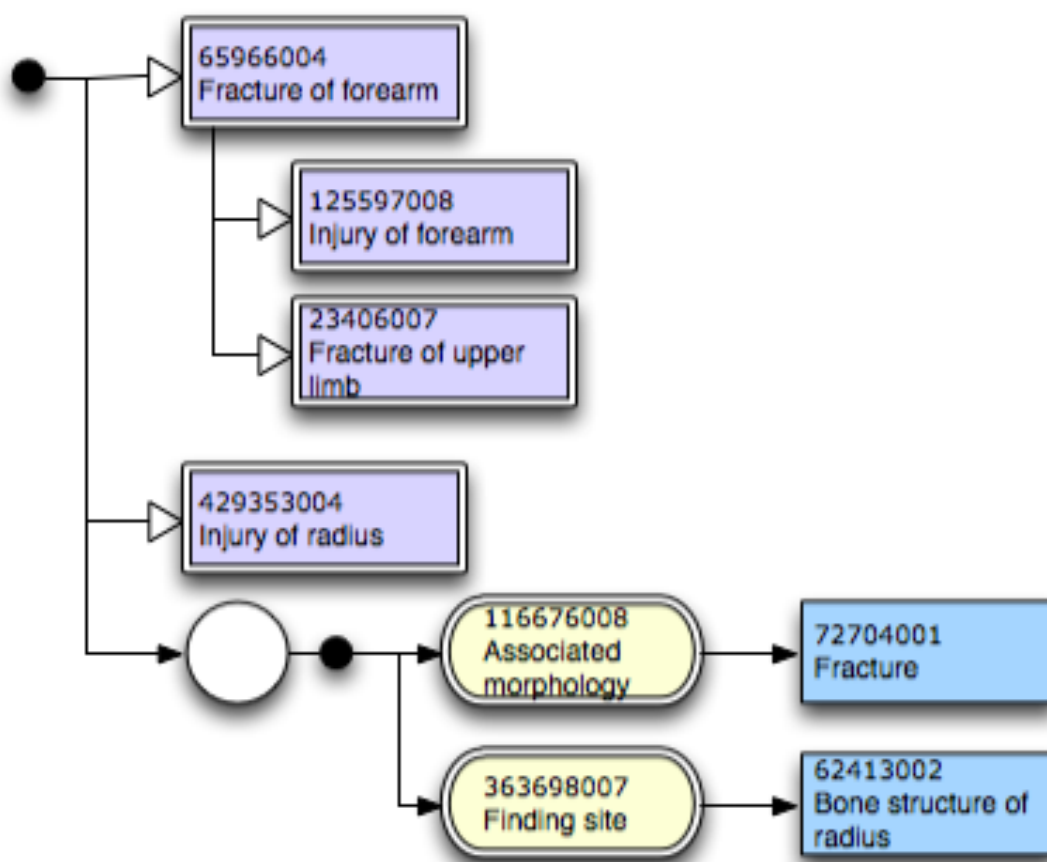 65966004
Fracture of forearm
125597008
Injury of forearm
23406007
Fracture of upper
limb
429353004
Injury of radius
116676008
Associated
morphology
72704001
Fracture
363698007
Finding site
62413002
Bone structure of
radius